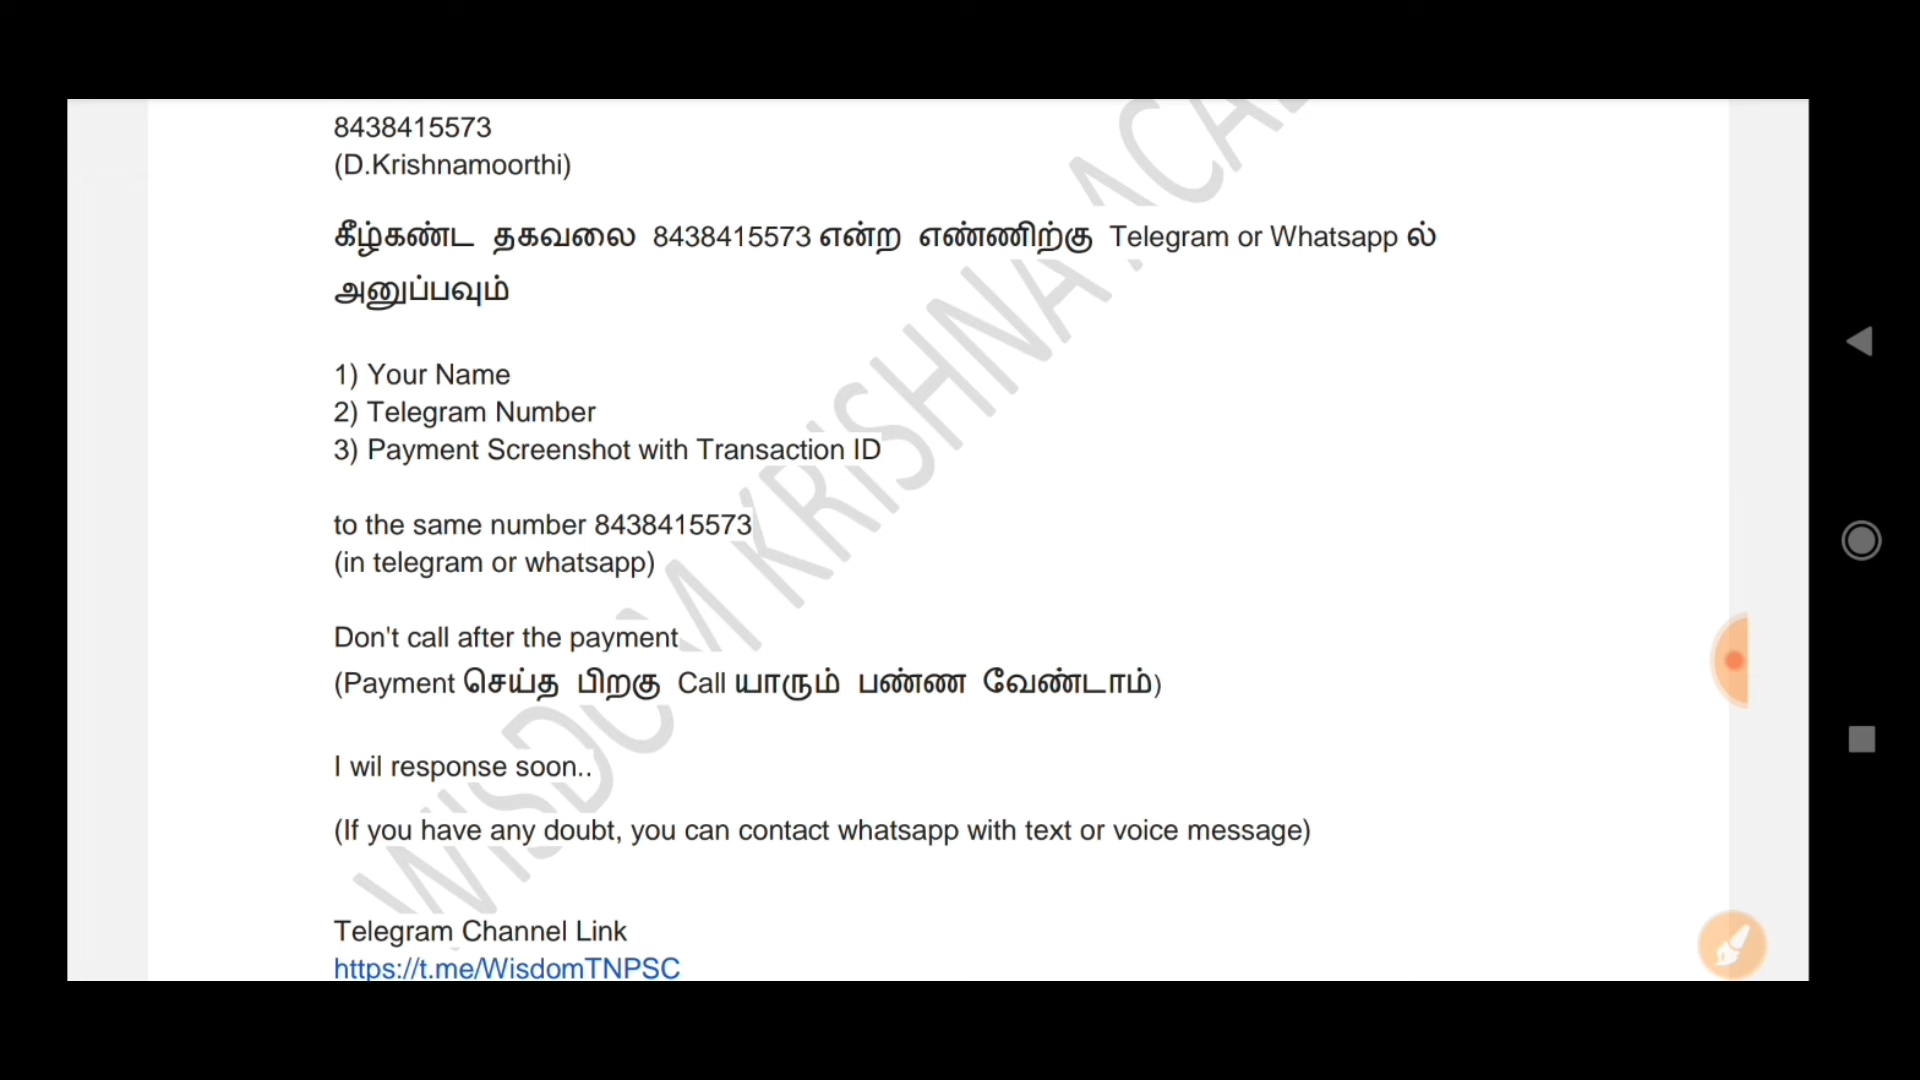 8438415573
(D.Krishnamoorthi)
கீழ்கண்ட தகவலை 8438415573 என்ற எண்ணிற்கு Telegram or Whatsapp ல்
அனுப்பவும்
1) Your Name
2) Telegram Number
3) Payment Screenshot with Transaction ID
to the same number 8438415573
(in telegram or whatsapp)
Don't call after the payment
(Payment செய்த பிறகு Call யாரும் பண்ண வேண்டாம்)
I wil response soon..
(If you have any doubt, you can contact whatsapp with text or voice message)
Telegram Channel Link
https://t.me/WisdomTNPSC
WISDOM KRISHNA ACA